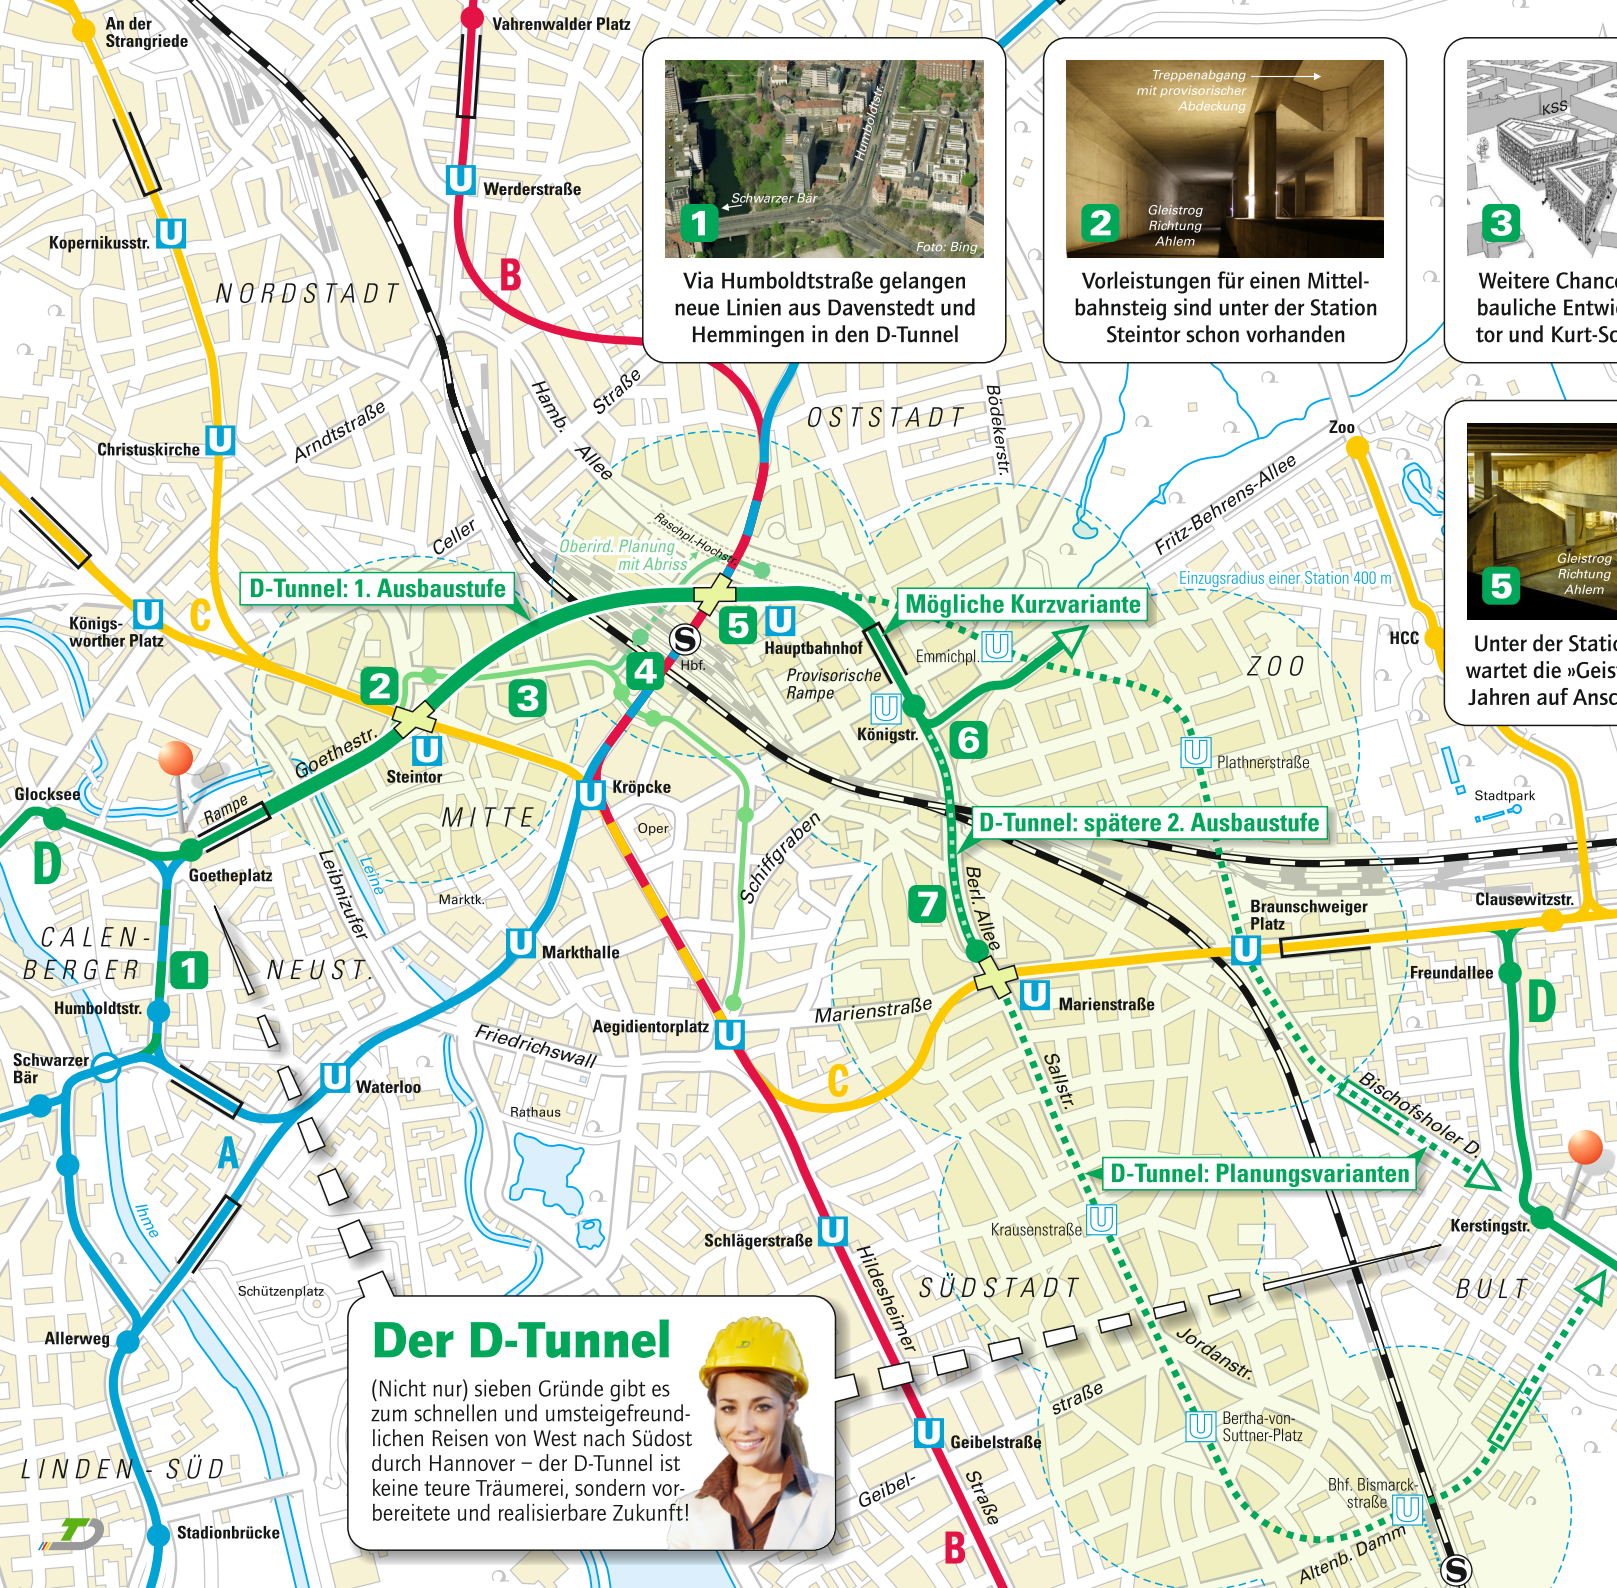 An der
Strangriede
Vahrenwalder Platz
Kopernikusstr.
Werderstraße
B
NORDSTADT
Humboldtstr.
Schwarzer Bär
1
Foto: Bing
Via Humboldtstraße gelangen
neue Linien aus Davenstedt und
Hemmingen in den D-Tunnel
Treppenabgang
mit provisorischer
Abdeckung
2
Gleistrog
Richtung
Ahlem
Vorleistungen für einen Mittel-
bahnsteig sind unter der Station
Steintor schon vorhanden
KSS
3
Weitere Chance
bauliche Entwi
tor und Kurt-Sc
Christuskirche
Arndtstraße
Hamb. Allee
Straße
OSTSTADT
Bödekerstr.
Zoo
Fritz-Behrens-Allee
Celler
Raschpl.-Hochstr.
Oberird. Planung
mit Abriss
D-Tunnel: 1. Ausbaustufe
Einzugsradius einer Station 400 m
Mögliche Kurzvariante
5
Gleistrog
Richtung
Ahlem
Unter der Statio
wartet die »Geis
Jahren auf Ansc
Königs-
worther Platz
C
5
S
Hbf.
Hauptbahnhof
Emmichpl.
HCC
ZOO
Provisorische
Rampe
2
3
4
Königstr.
6
Goethestr.
Steintor
Plathnerstraße
Glocksee
Rampe
Kröpcke
Stadtpark
MITTE
Oper
D-Tunnel: spätere 2. Ausbaustufe
D
Goetheplatz
Leibnizufer
Leine
Schiffgraben
Marktk.
7
Berl. Allee
Braunschweiger
Platz
Clausewitzstr.
CALEN-
BERGER
NEUST.
1
Markthalle
Freundallee
D
Humboldtstr.
Aegidientorplatz
Marienstraße
Marienstraße
Schwarzer
Bär
Friedrichswall
Waterloo
C
Sallstr.
Bischofsholer D.
Rathaus
A
D-Tunnel: Planungsvarianten
Ihme
Krausenstraße
Kerstingstr.
Schlägerstraße
Hildesheimer
Schützenplatz
SÜDSTADT
BULT
Allerweg
Der D-Tunnel
(Nicht nur) sieben Gründe gibt es
zum schnellen und umsteigefreund-
lichen Reisen von West nach Südost
durch Hannover – der D-Tunnel ist
keine teure Träumerei, sondern vor-
bereitete und realisierbare Zukunft!
Jordanstr.
straße
Geibelstraße
Bertha-von-
Suttner-Platz
LINDEN-SÜD
Geibel-
Straße
Bhf. Bismarck-
straße
Stadionbrücke
B
Altenb. Damm
S